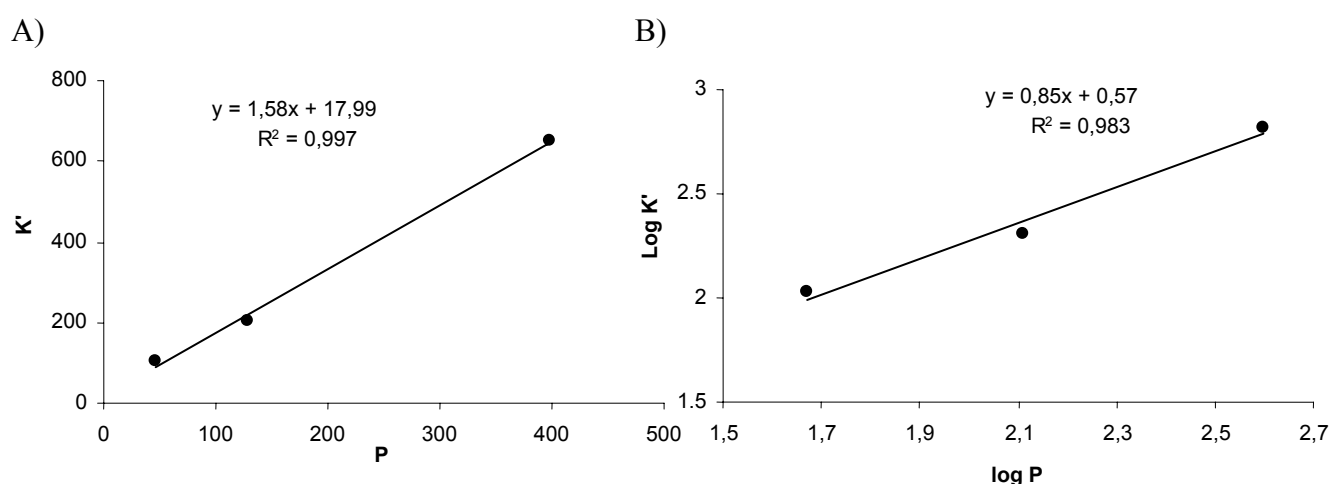 A)
800
600
400
200
0
0 100 200 300 400 500
K'
P
y = 1,58x + 17,99
R² = 0,997
B)
3
2.5
2
1.5
1,5 1,7 1,9 2,1 2,3 2,5 2,7
Log K'
log P
y = 0,85x + 0,57
R² = 0,983